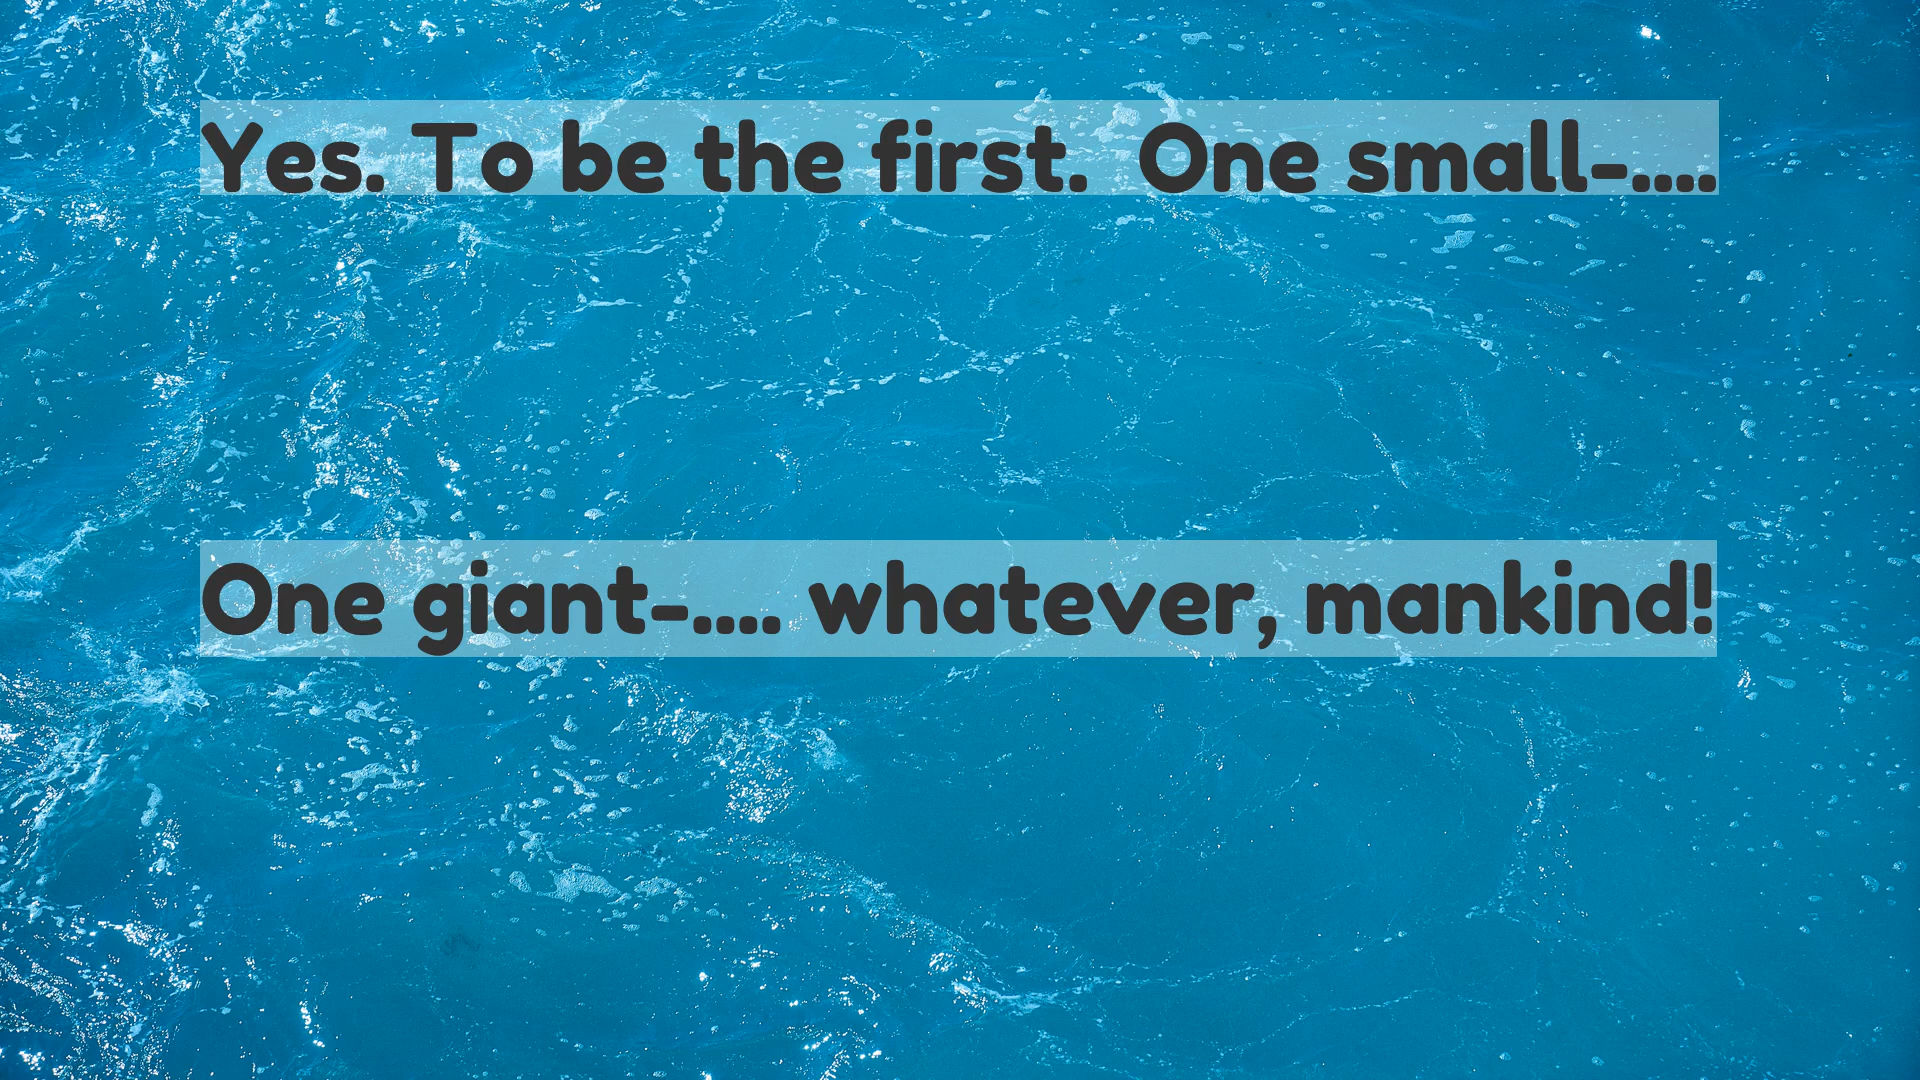 Yes. To be the first.  One small-....
One giant-.... whatever, mankind!